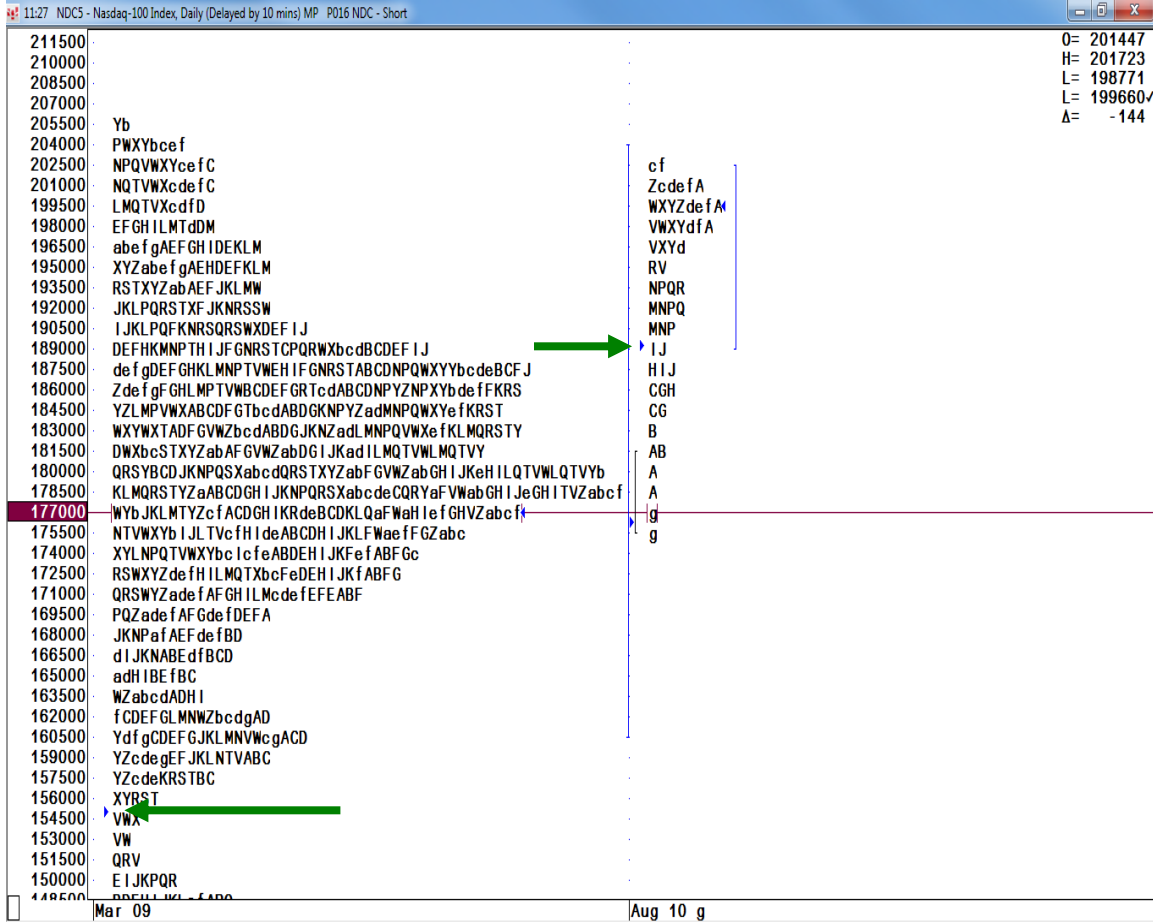 11:27 NDC5 - Nasdaq-100 Index, Daily (Delayed by 10 mins) MP P016 NDC - Short
O= 201447
H= 201723
L= 198771
L= 199660✓
Δ= -144
211500
210000
208500
207000
205500 Yb
204000 PWXYbcef
202500 NPQVWXYcefC cf
201000 NQTVWXcdefC ZcdefA
199500 LMQTVXcdfD WXYZdefA
198000 EFGHILMTdDM VWXYdfA
196500 abefgAEFGHIDEKLM VXYd
195000 XYZabefgAEHDEFKLM RV
193500 RSTXYZabAEFJKLMW NPQR
192000 JKLPQRSTXFJKNRSSW MNPQ
190500 IJKLPQFKNRSQRSWXDEFIJ MNP
189000 DEFHKMNPTHIJFGNRSTCPQRWXbcdBCDEFIJ IJ
187500 defgDEFGHKLMNPTVWEHIFGNRSTABCDNPQWXYYbcdeBCFJ HIJ
186000 ZdefgFGHLMPTVWBCDEFGRTcdABCDNPYZNPXYbdefFKRS CGH
184500 YZLMPVWXABCDFGTbcdABDGKNPYZadMNPQWXYefKRST CG
183000 WXYWXTADFGVWZbcdABDGJKNZadLMNPQVWXefKLMQRSTY B
181500 DWXbcSTXYZabAFGVWZabDGIJKadILMQTVWLMQTVY AB
180000 QRSYBCDJKNPQSXabcdQRSTXYZabFGVWZabGHIJKeHILQTVWLQTVYb A
178500 KLMQRSTYZaABCDGHIJKNPQRSXabcdeCQRYaFVWabGHIJeGHITVZabcf A
177000 WYbJKLMTYZcfACDGHIKRdeBCDKLQaFWaHIefGHVZabcf g
175500 NTVWXYbIJLTVcfHIdeABCDHIJKLFWaefFGZabc g
174000 XYLNPQTVWXYbcIcfeABDEHIJKFefABFGc
172500 RSWXYZdefHILMQTXbcFeDEHIJKfABFG
171000 QRSWYZadefAFGHILMcdefEFEABF
169500 PQZadefAFGdefDEFA
168000 JKNPafAEFdefBD
166500 dIJKNABEdfBCD
165000 adHIBEfBC
163500 WZabcdADHI
162000 fCDEFGLMNWZbcdgAD
160500 YdfgCDEFGJKLMNVWcgACD
159000 YZcdegEFJKLNTVABC
157500 YZcdeKRSTBC
156000 XYRST
154500 VWX
153000 VW
151500 QRV
150000 EIJKPQR
Mar 09 Aug 10 g